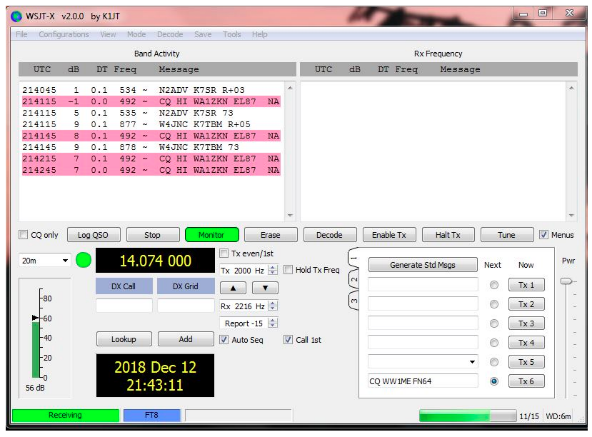 WSJT-X v2.0.0 by K1JT
File Configurations View Mode Decode Save Tools Help
Band Activity
Rx Frequency
UTC dB DT Freq Message
UTC dB DT Freq Message
214045 1 0.1 534 ~ N2ADV K7SR R+03
214115 -1 0.0 492 ~ CQ HI WA1ZKN EL87 NA
214115 5 0.1 535 ~ N2ADV K7SR 73
214115 9 0.1 877 ~ W4JNC K7TBM R+05
214145 8 0.1 492 ~ CQ HI WA1ZKN EL87 NA
214145 9 0.1 878 ~ W4JNC K7TBM 73
214215 7 0.1 492 ~ CQ HI WA1ZKN EL87 NA
214245 7 0.0 492 ~ CQ HI WA1ZKN EL87 NA
CQ only Log QSO Stop Monitor Erase Decode Enable Tx Halt Tx Tune Menus
20m 14.074 000 Tx even/1st
Tx 2000 Hz Hold Tx Freq
DX Call DX Grid
Rx 2216 Hz
Report -15
Lookup Add Auto Seq Call 1st
2018 Dec 12
21:43:11
-80
-60
-40
-20
-0
56 dB
1
2
3
Generate Std Msgs Next Now Pwr
Tx 1
Tx 2
Tx 3
Tx 4
Tx 5
CQ WW1ME FN64 Tx 6
Receiving FT8 11/15 WD:6m